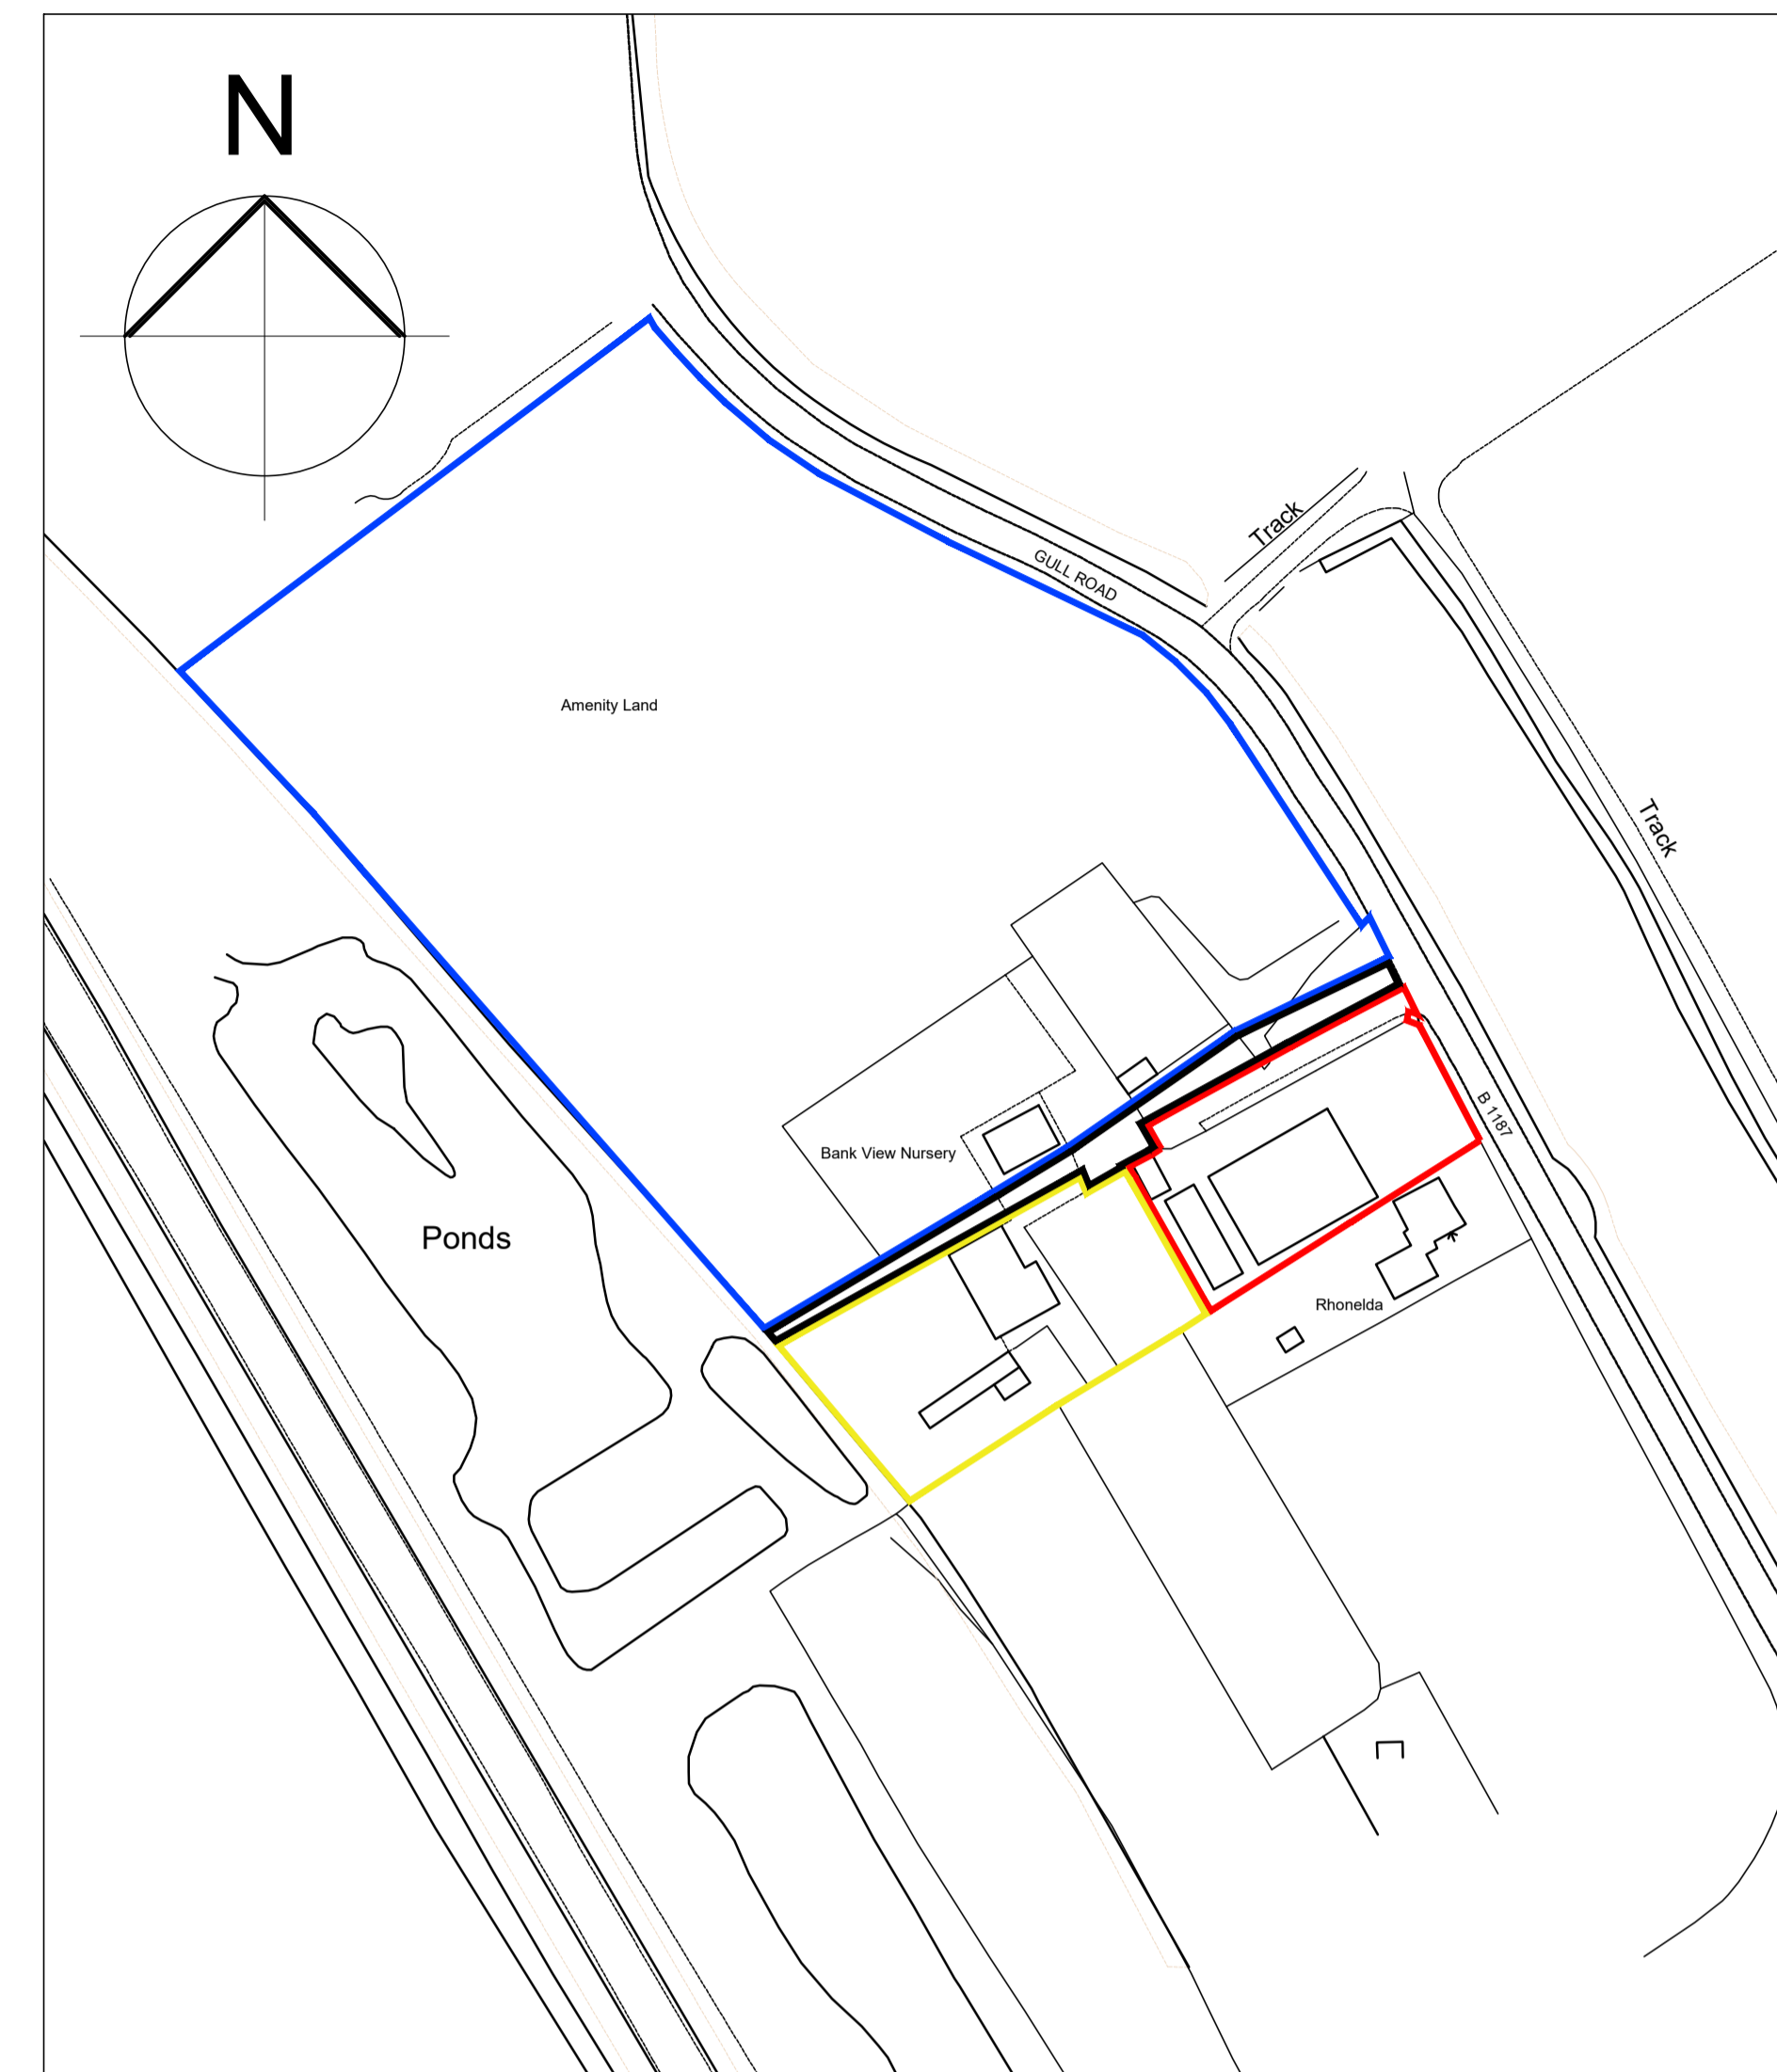 N
Track
GULL ROAD
Amenity Land
Track
B 1187
Bank View Nursery
Ponds
Rhonelda